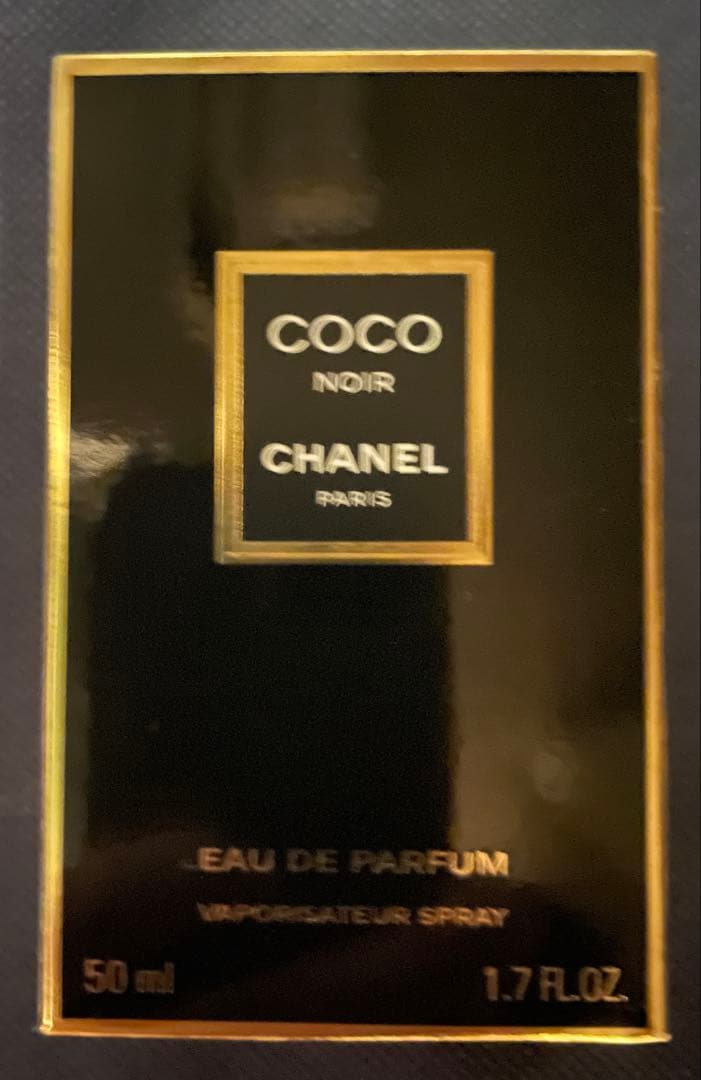 COCO
NOIR
CHANEL
PARIS
EAU DE PARFUM
VAPORISATEUR SPRAY
50 ml
1.7 FL.OZ.